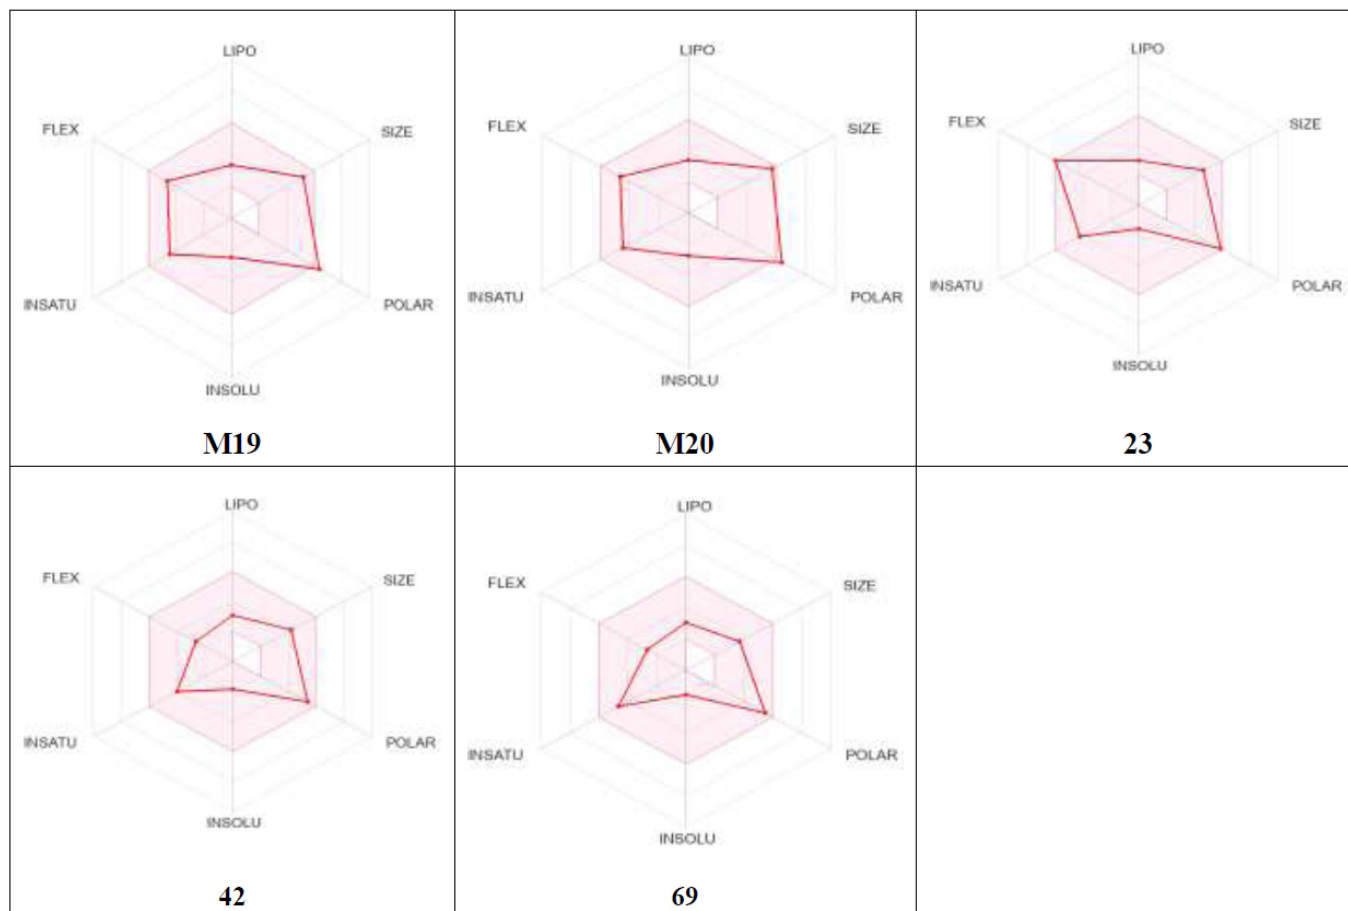 LIPO
FLEX
SIZE
INSATU
POLAR
INSOLU
M19
LIPO
FLEX
SIZE
INSATU
POLAR
INSOLU
M20
LIPO
FLEX
SIZE
INSATU
POLAR
INSOLU
23
LIPO
FLEX
SIZE
INSATU
POLAR
INSOLU
42
LIPO
FLEX
SIZE
INSATU
POLAR
INSOLU
69